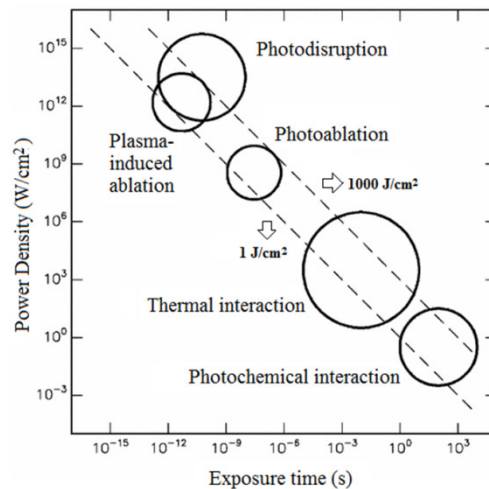 10¹⁵
10¹²
10⁹
10⁶
10³
10⁰
10⁻³
Power Density (W/cm²)
Photodisruption
Plasma-
induced
ablation
Photoablation
1000 J/cm²
1 J/cm²
Thermal interaction
Photochemical interaction
10⁻¹⁵ 10⁻¹² 10⁻⁹ 10⁻⁶ 10⁻³ 10⁰ 10³
Exposure time (s)